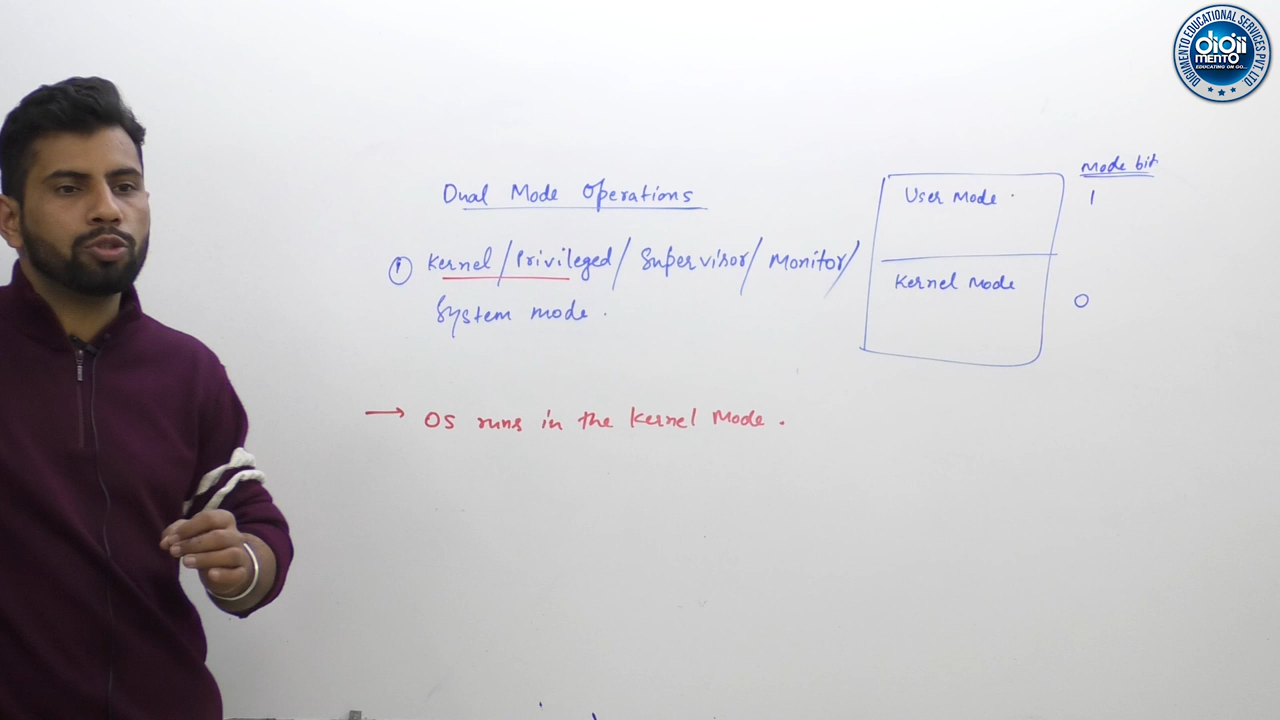 DIGIMENTO EDUCATIONAL SERVICES PVT. LTD.
DIGII
MENTO
EDUCATING ON GO...
Mode bit
Dual Mode Operations
User Mode .
1
① Kernel / Privileged / Supervisor / Monitor /
System mode .
Kernel Mode
0
→ OS runs in the Kernel Mode .